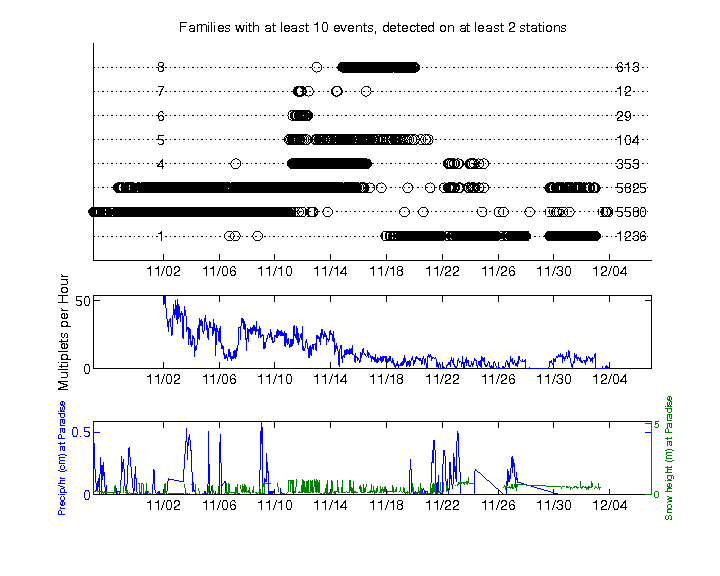 Families with at least 10 events, detected on at least 2 stations
8 613
7 12
6 29
5 104
4 353
5825
5580
1 1236
11/02 11/06 11/10 11/14 11/18 11/22 11/26 11/30 12/04
Multiplets per Hour
50
0
11/02 11/06 11/10 11/14 11/18 11/22 11/26 11/30 12/04
Precip/hr (cm) at Paradise
0.5
0
5
0
Snow height (m) at Paradise
11/02 11/06 11/10 11/14 11/18 11/22 11/26 11/30 12/04